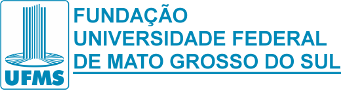 FUNDAÇÃO
UNIVERSIDADE FEDERAL
DE MATO GROSSO DO SUL
UFMS